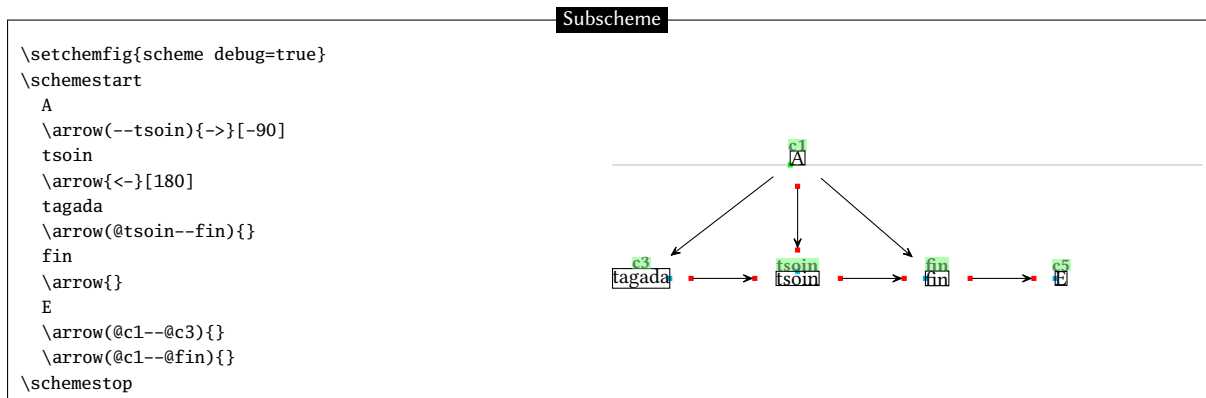 Subscheme
\setchemfig{scheme debug=true}
\schemestart
A
\arrow(--tsoin){->}[-90]
tsoin
\arrow{<-}[180]
tagada
\arrow(@tsoin--fin){}
fin
\arrow{}
E
\arrow(@c1--@c3){}
\arrow(@c1--@fin){}
\schemestop
c1
A
c3 tsoin fin c5
tagada tsoin fin E